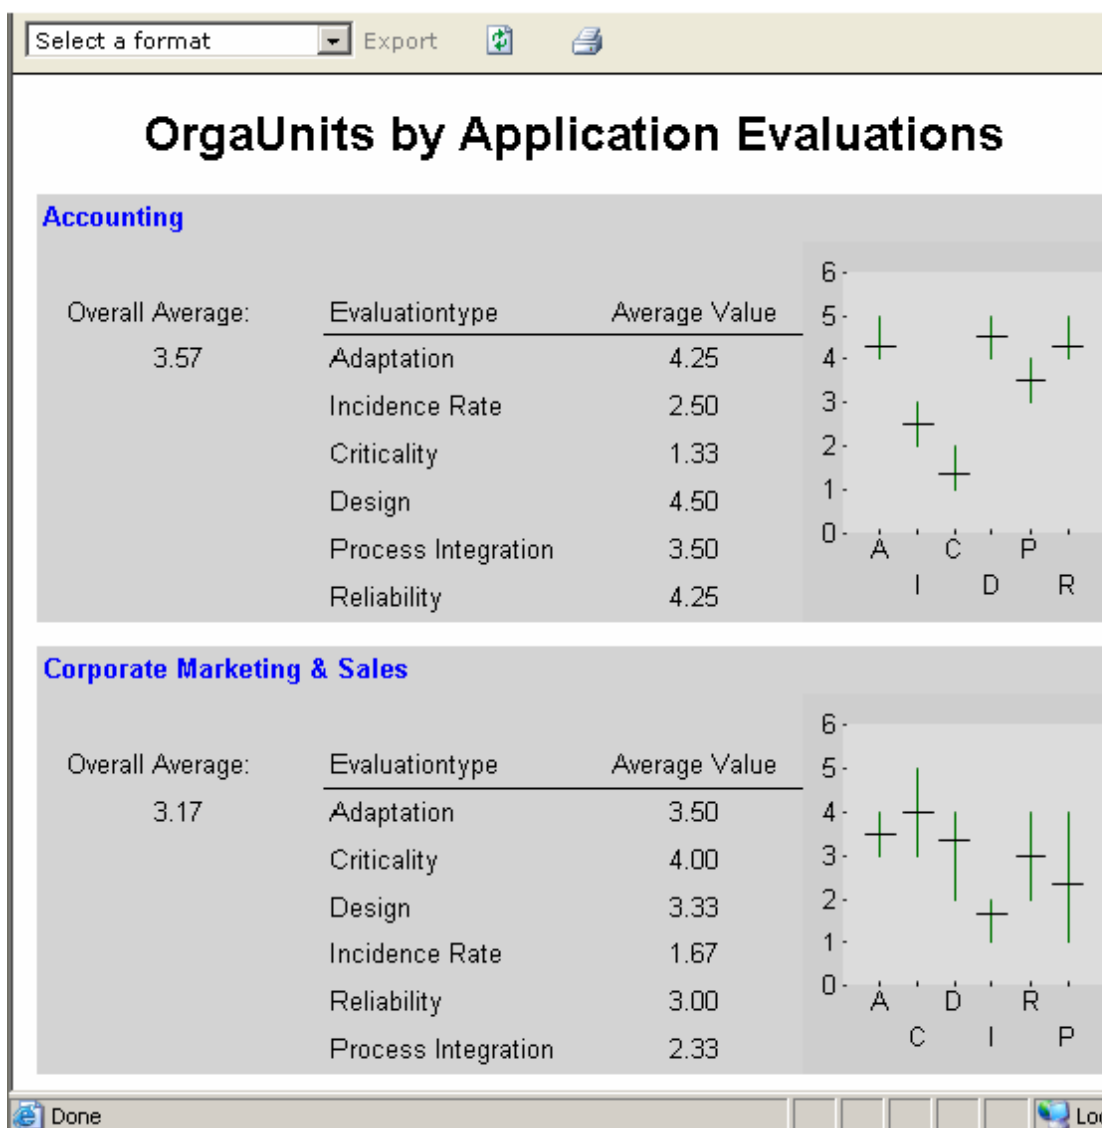 Select a format Export
OrgaUnits by Application Evaluations
Accounting
Overall Average: Evaluationtype Average Value
3.57 Adaptation 4.25
Incidence Rate 2.50
Criticality 1.33
Design 4.50
Process Integration 3.50
Reliability 4.25
6
5
4
3
2
1
0
A C P
I D R
Corporate Marketing & Sales
Overall Average: Evaluationtype Average Value
3.17 Adaptation 3.50
Criticality 4.00
Design 3.33
Incidence Rate 1.67
Reliability 3.00
Process Integration 2.33
6
5
4
3
2
1
0
A D R
C I P
Done